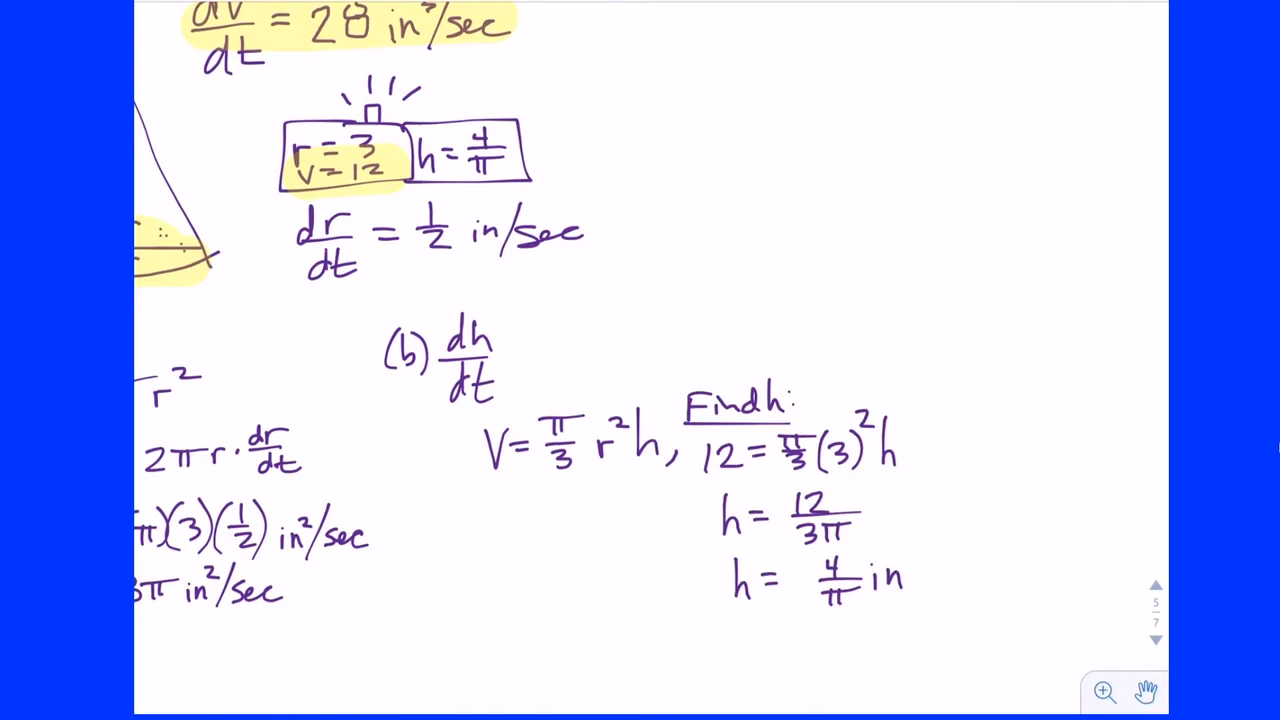 dV/dt = 28 in³/sec
r = 3
V = 12
h = 4/π
dr/dt = 1/2 in/sec
r²
2πr · dr/dt
π)(3)(1/2) in²/sec
3π in²/sec
(b) dh/dt
Find h:
V = π/3 r²h, 12 = π/3 (3)² h
h = 12/3π
h = 4/π in
5/7